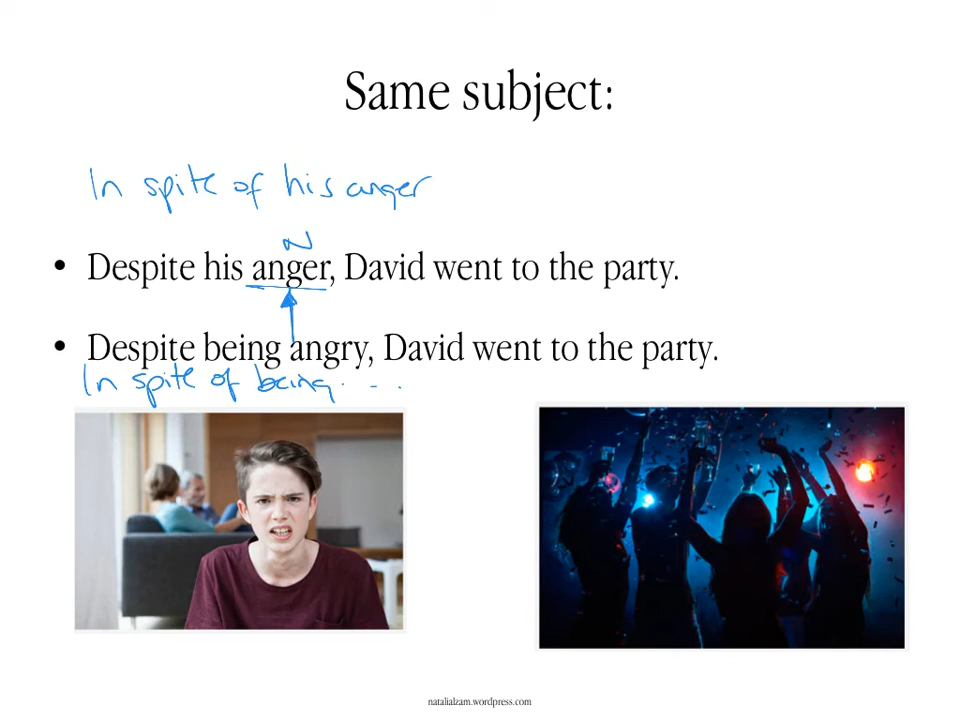 Same subject:
In spite of his anger
N
• Despite his anger, David went to the party.
• Despite being angry, David went to the party.
In spite of being. . . .
natalialzam.wordpress.com